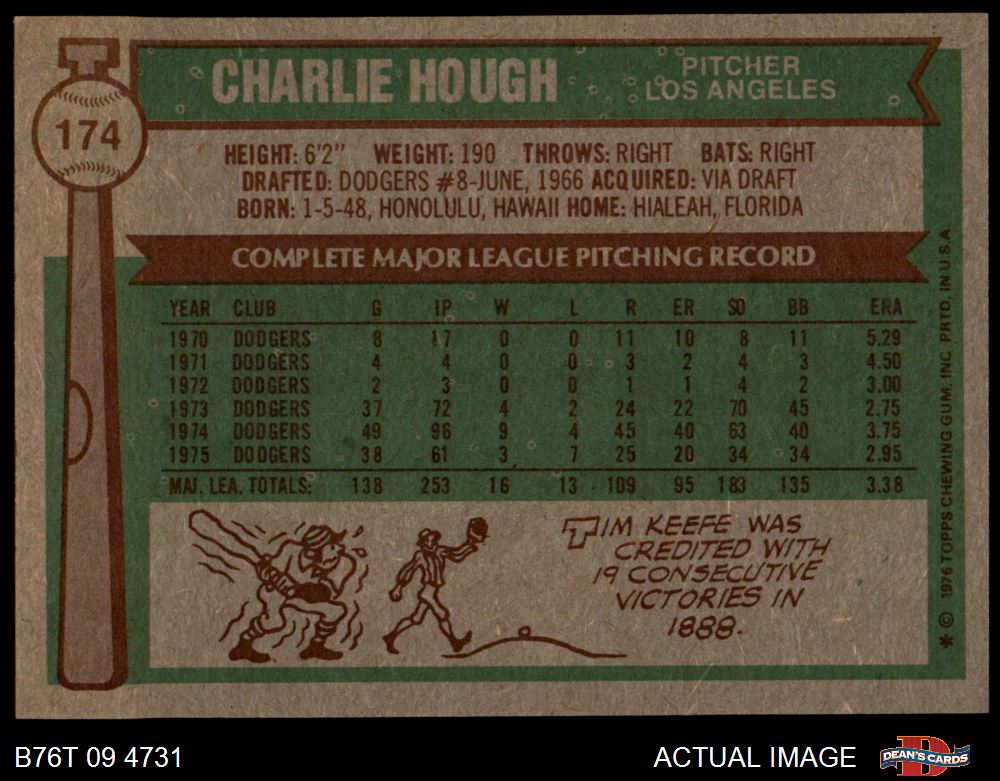 CHARLIE HOUGH
PITCHER
LOS ANGELES
174
HEIGHT: 6'2" WEIGHT: 190 THROWS: RIGHT BATS: RIGHT
DRAFTED: DODGERS #8-JUNE, 1966 ACQUIRED: VIA DRAFT
BORN: 1-5-48, HONOLULU, HAWAII HOME: HIALEAH, FLORIDA
COMPLETE MAJOR LEAGUE PITCHING RECORD
YEAR CLUB G IP W L R ER SO BB ERA
1970 DODGERS 8 17 0 0 11 10 8 11 5.29
1971 DODGERS 4 4 0 0 3 2 4 3 4.50
1972 DODGERS 2 3 0 0 1 1 4 2 3.00
1973 DODGERS 37 72 4 2 24 22 70 45 2.75
1974 DODGERS 49 96 9 4 45 40 63 40 3.75
1975 DODGERS 38 61 3 7 25 20 34 34 2.95
MAJ. LEA. TOTALS: 138 253 16 13 109 95 183 135 3.38
TIM KEEFE WAS
CREDITED WITH
19 CONSECUTIVE
VICTORIES IN
1888.
* © 1976 TOPPS CHEWING GUM, INC. PRTD. IN U.S.A.
B76T 09 4731
ACTUAL IMAGE
DEAN'S CARDS